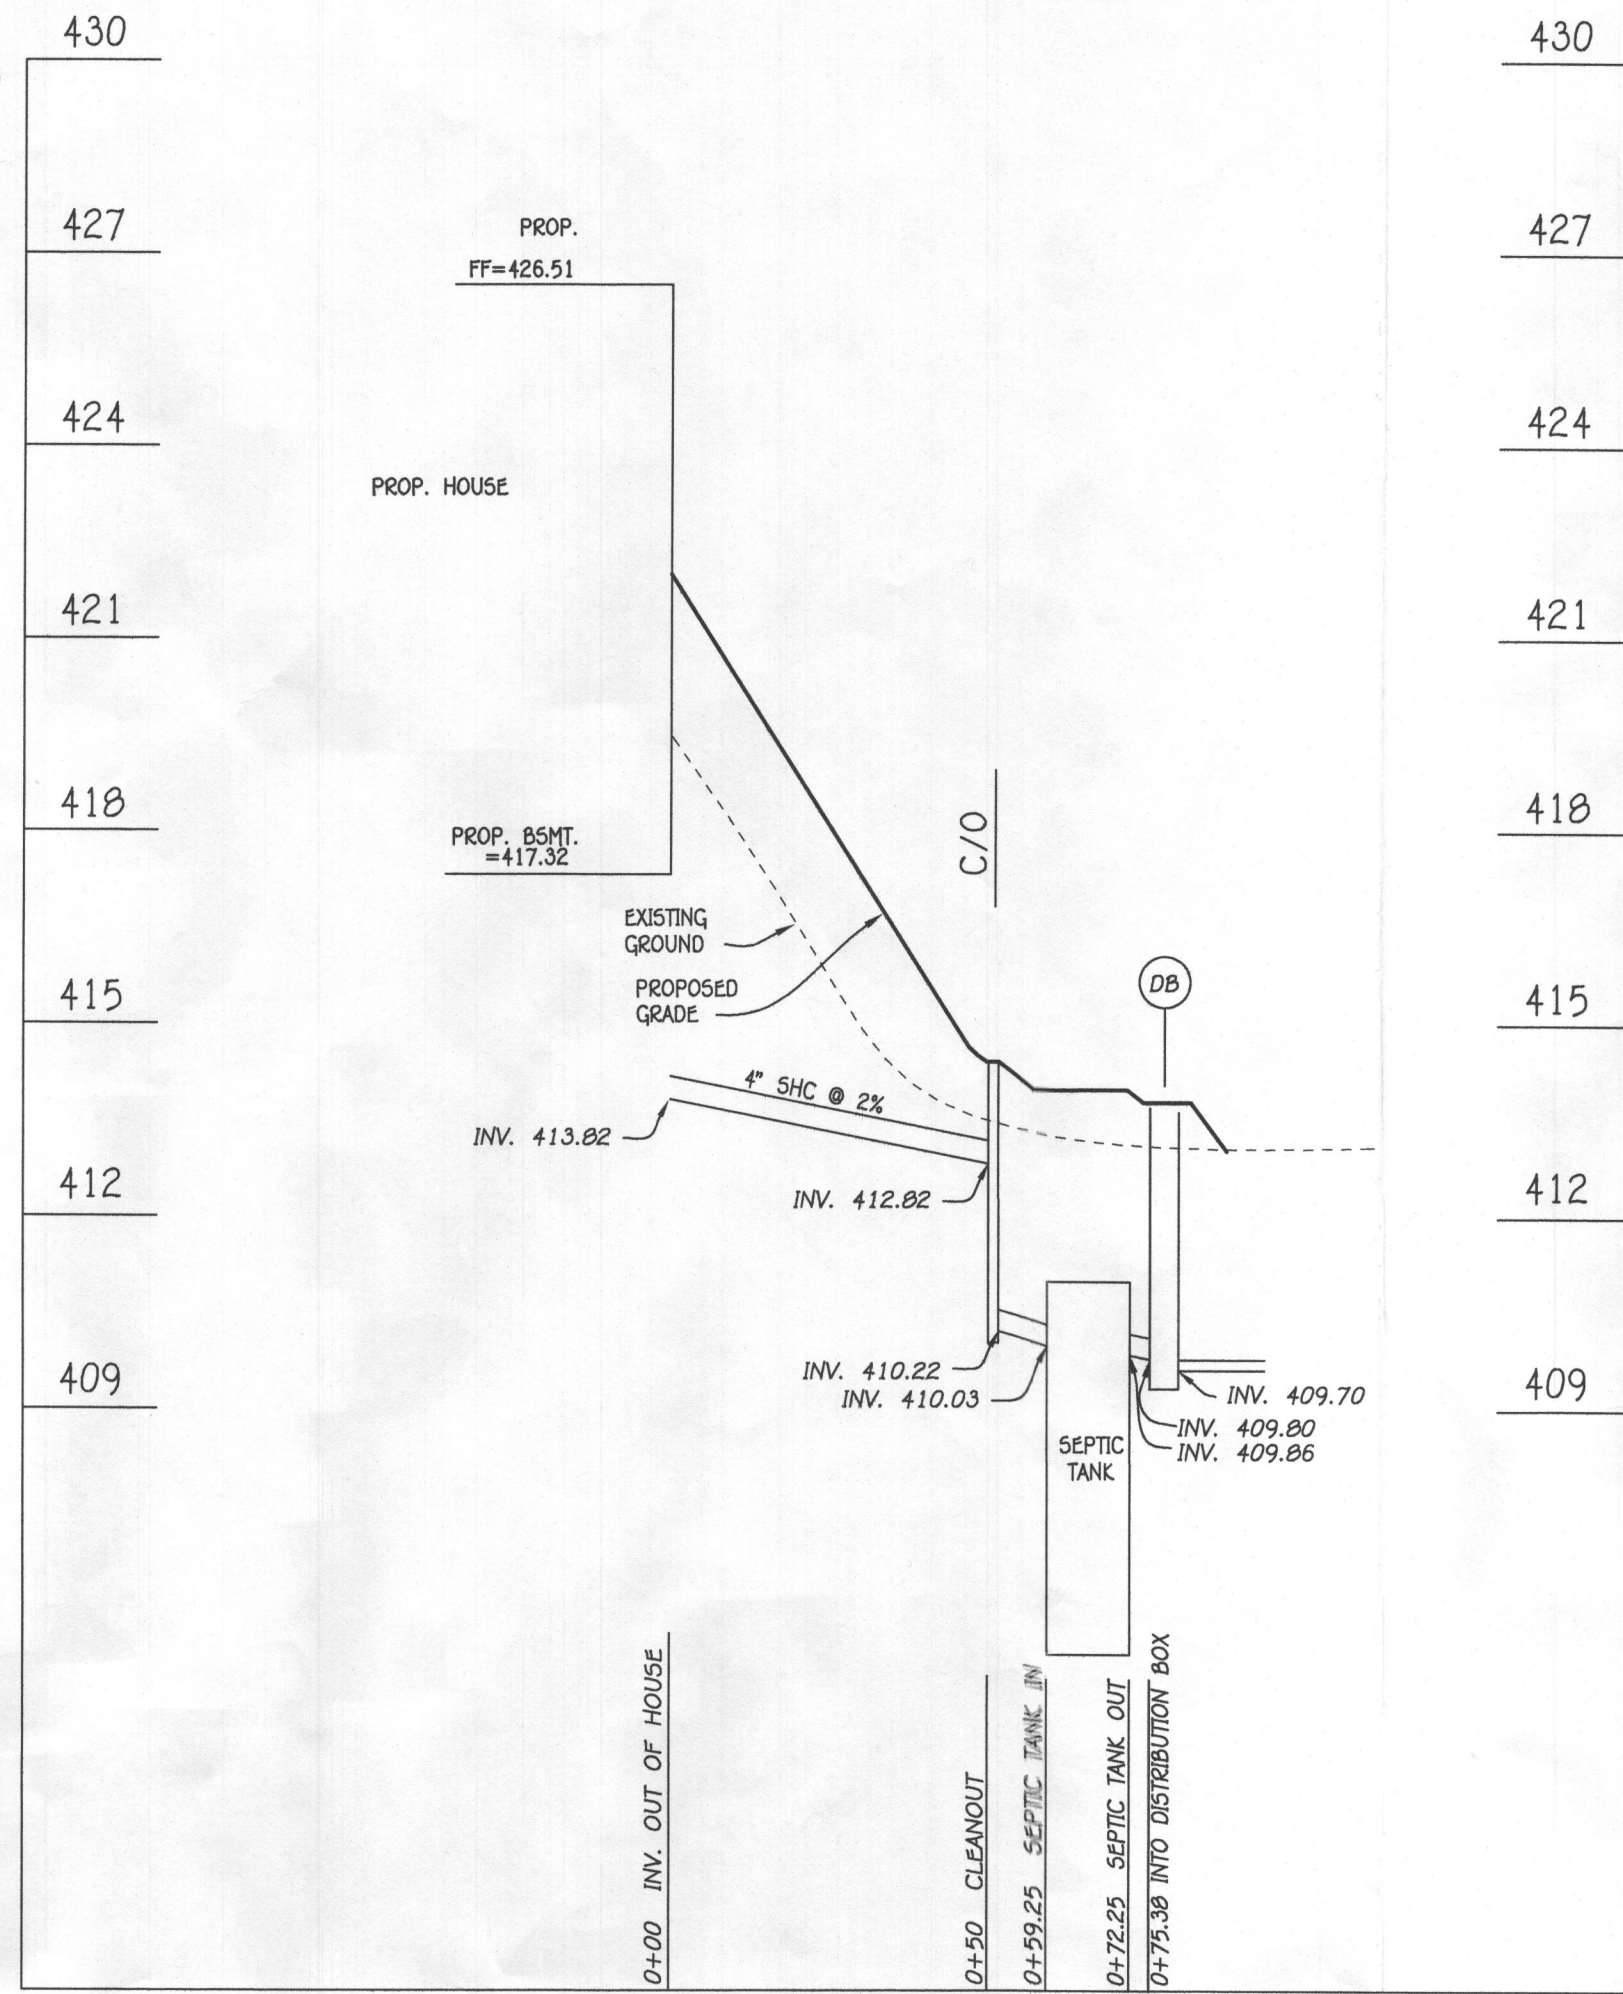 430
430
427
427
PROP.
FF=426.51
424
424
PROP. HOUSE
421
421
418
418
PROP. BSMT.
=417.32
C/O
EXISTING
GROUND
PROPOSED
GRADE
415
415
DB
4" SHC @ 2%
INV. 413.82
412
412
INV. 412.82
409
409
INV. 410.22
INV. 410.03
INV. 409.70
INV. 409.80
INV. 409.86
SEPTIC
TANK
0+00 INV. OUT OF HOUSE
0+50 CLEANOUT
0+59.25 SEPTIC TANK IN
0+72.25 SEPTIC TANK OUT
0+75.38 INTO DISTRIBUTION BOX